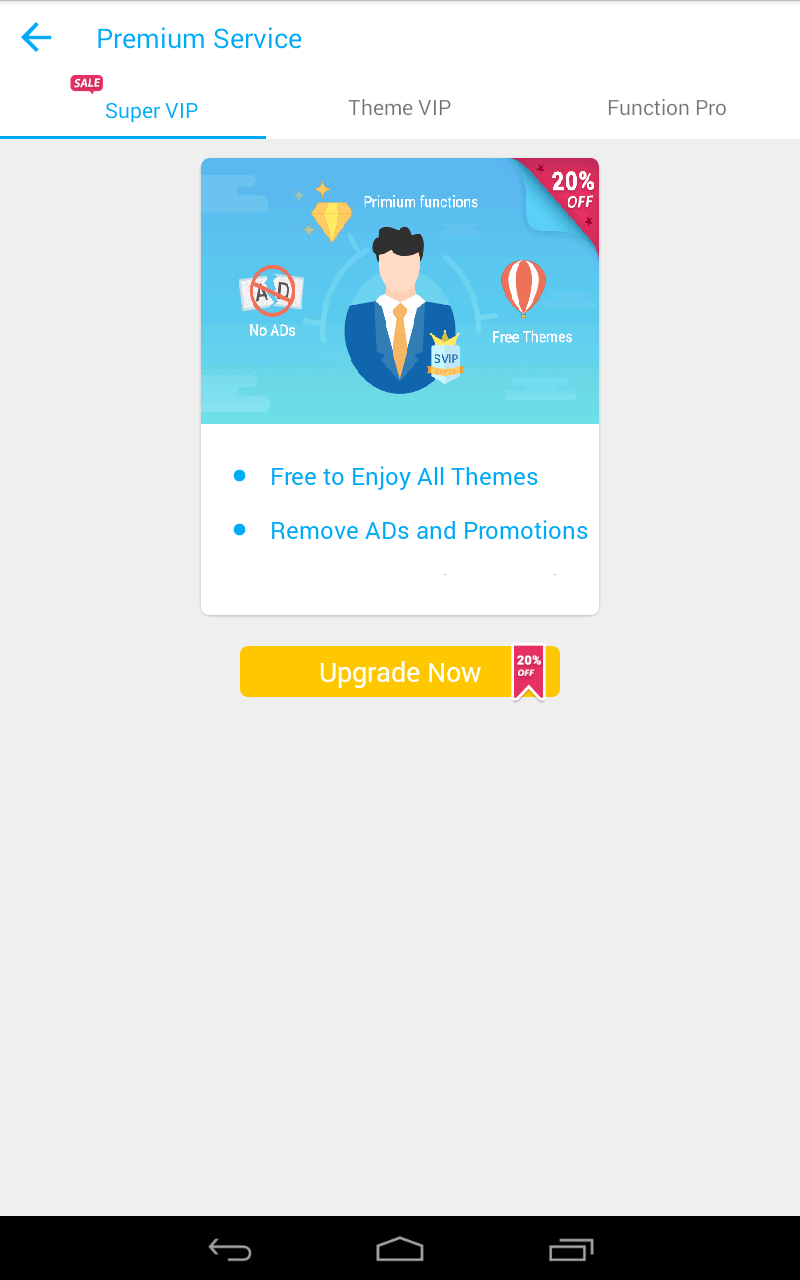 Premium Service
SALE
Super VIP
Theme VIP
Function Pro
20%
OFF
Primium functions
AD
No ADs
Free Themes
SVIP
Free to Enjoy All Themes
Remove ADs and Promotions
Upgrade Now
20%
OFF